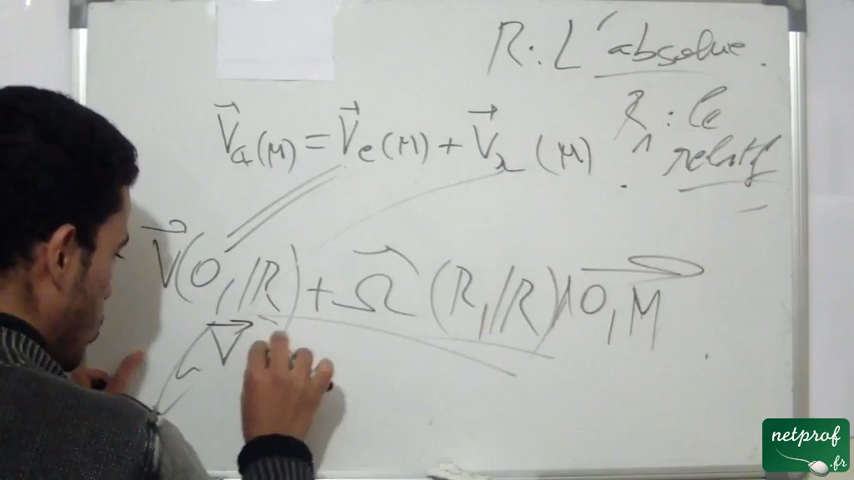 R : L'absolue.
V⃗a(M) = V⃗e(M) + V⃗r(M)
R1 : le
relatif
V⃗(O1/R) + Ω⃗(R1/R) ∧ O1M⃗
V⃗
netprof
.fr